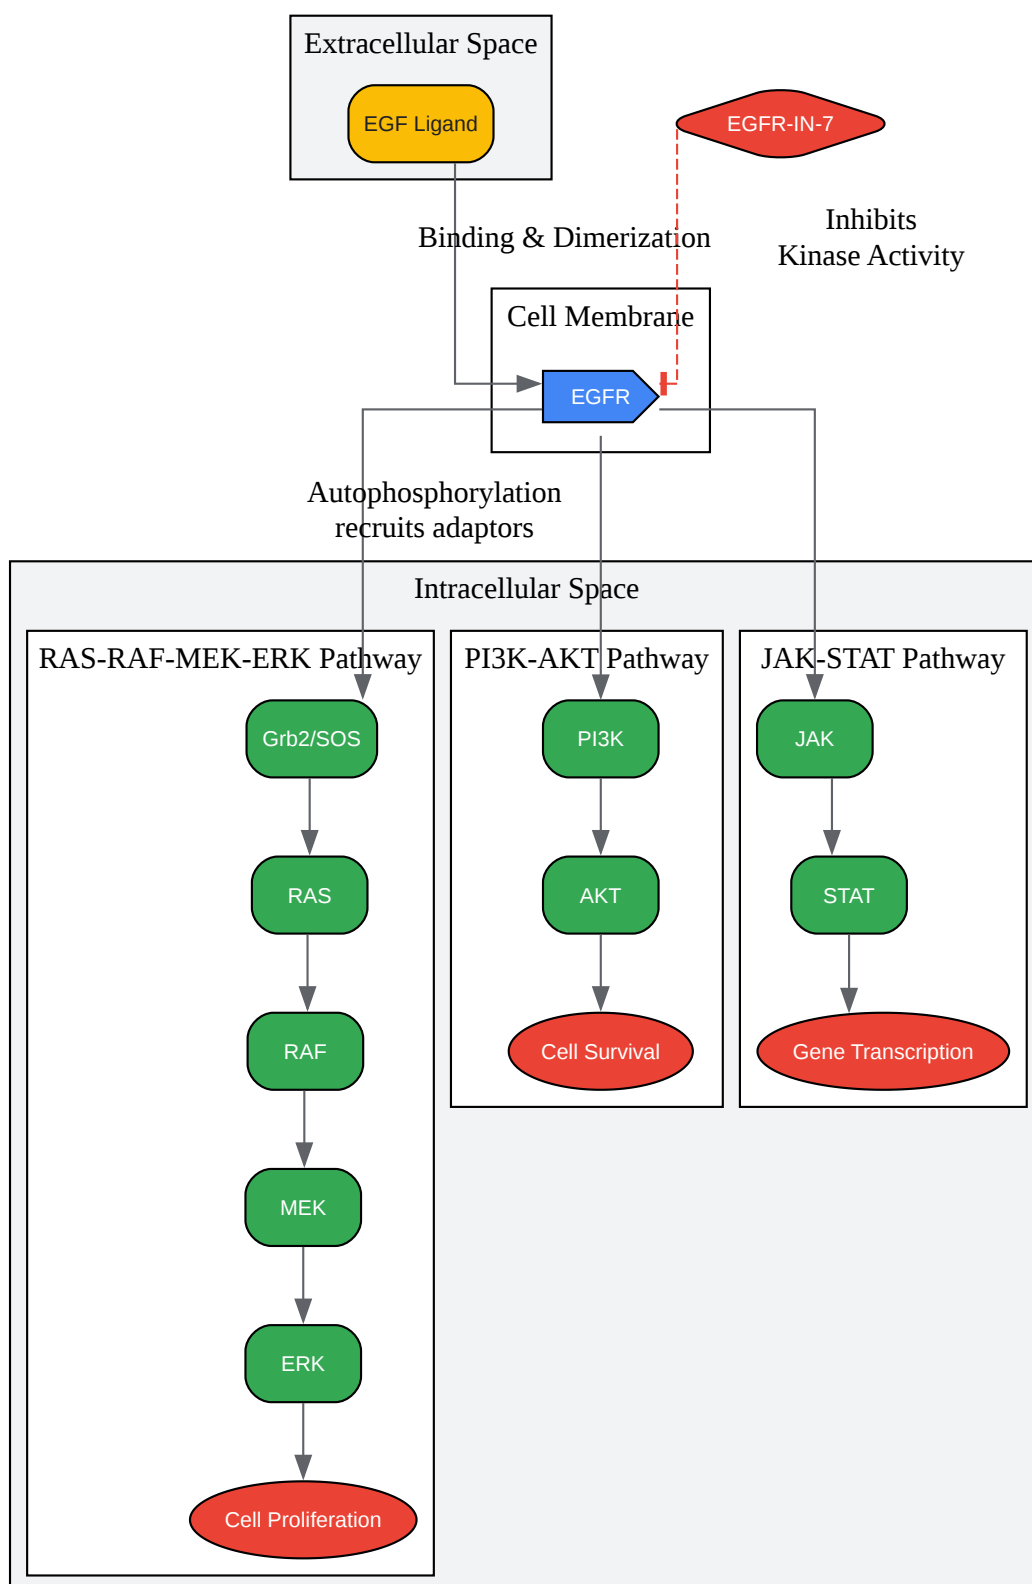 Extracellular Space
EGF Ligand
EGFR-IN-7
Binding & Dimerization
Inhibits
Kinase Activity
Cell Membrane
EGFR
Autophosphorylation
recruits adaptors
Intracellular Space
RAS-RAF-MEK-ERK Pathway
Grb2/SOS
RAS
RAF
MEK
ERK
Cell Proliferation
PI3K-AKT Pathway
PI3K
AKT
Cell Survival
JAK-STAT Pathway
JAK
STAT
Gene Transcription